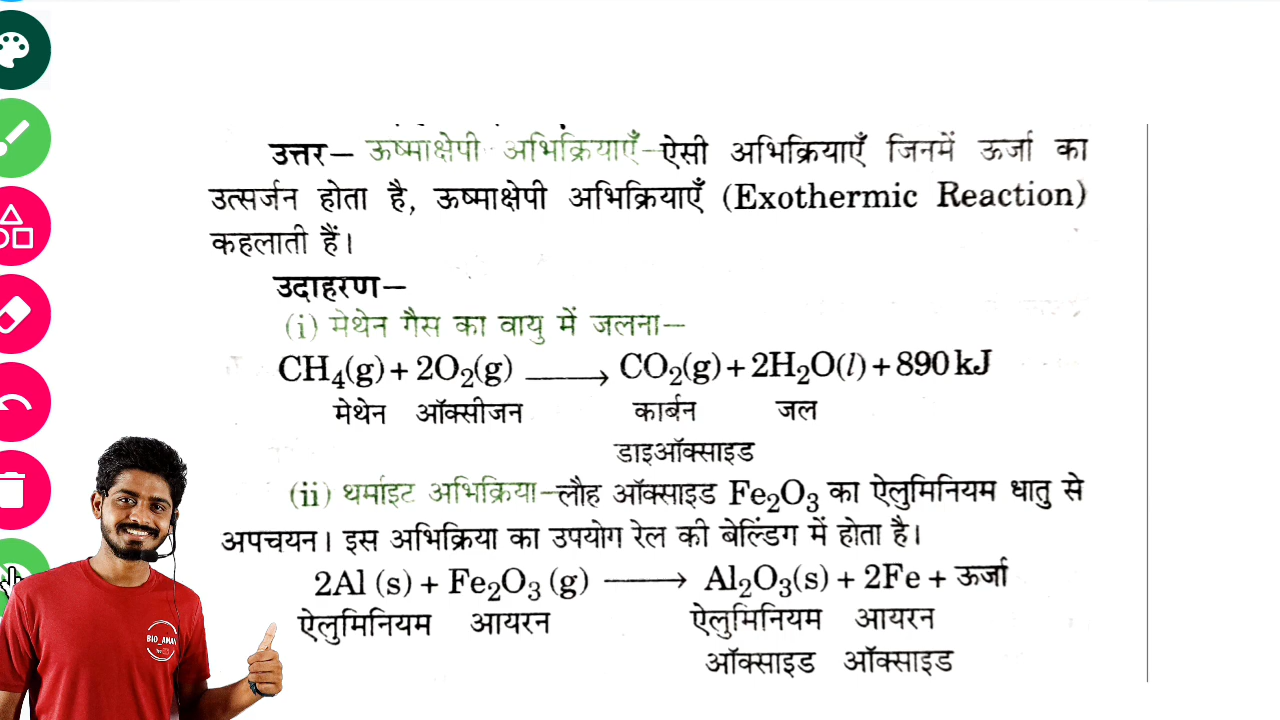 उत्तर— ऊष्माक्षेपी अभिक्रियाएँ—ऐसी अभिक्रियाएँ जिनमें ऊर्जा का
उत्सर्जन होता है, ऊष्माक्षेपी अभिक्रियाएँ (Exothermic Reaction)
कहलाती हैं।
उदाहरण—
(i) मेथेन गैस का वायु में जलना—
CH₄(g) + 2O₂(g) ⟶ CO₂(g) + 2H₂O(l) + 890 kJ
मेथेन ऑक्सीजन कार्बन जल
डाइऑक्साइड
(ii) थर्माइट अभिक्रिया—लौह ऑक्साइड Fe₂O₃ का ऐलुमिनियम धातु से
अपचयन। इस अभिक्रिया का उपयोग रेल की बेल्डिंग में होता है।
2Al (s) + Fe₂O₃ (g) ⟶ Al₂O₃(s) + 2Fe + ऊर्जा
ऐलुमिनियम आयरन ऐलुमिनियम आयरन
ऑक्साइड ऑक्साइड
BIO_AMAN